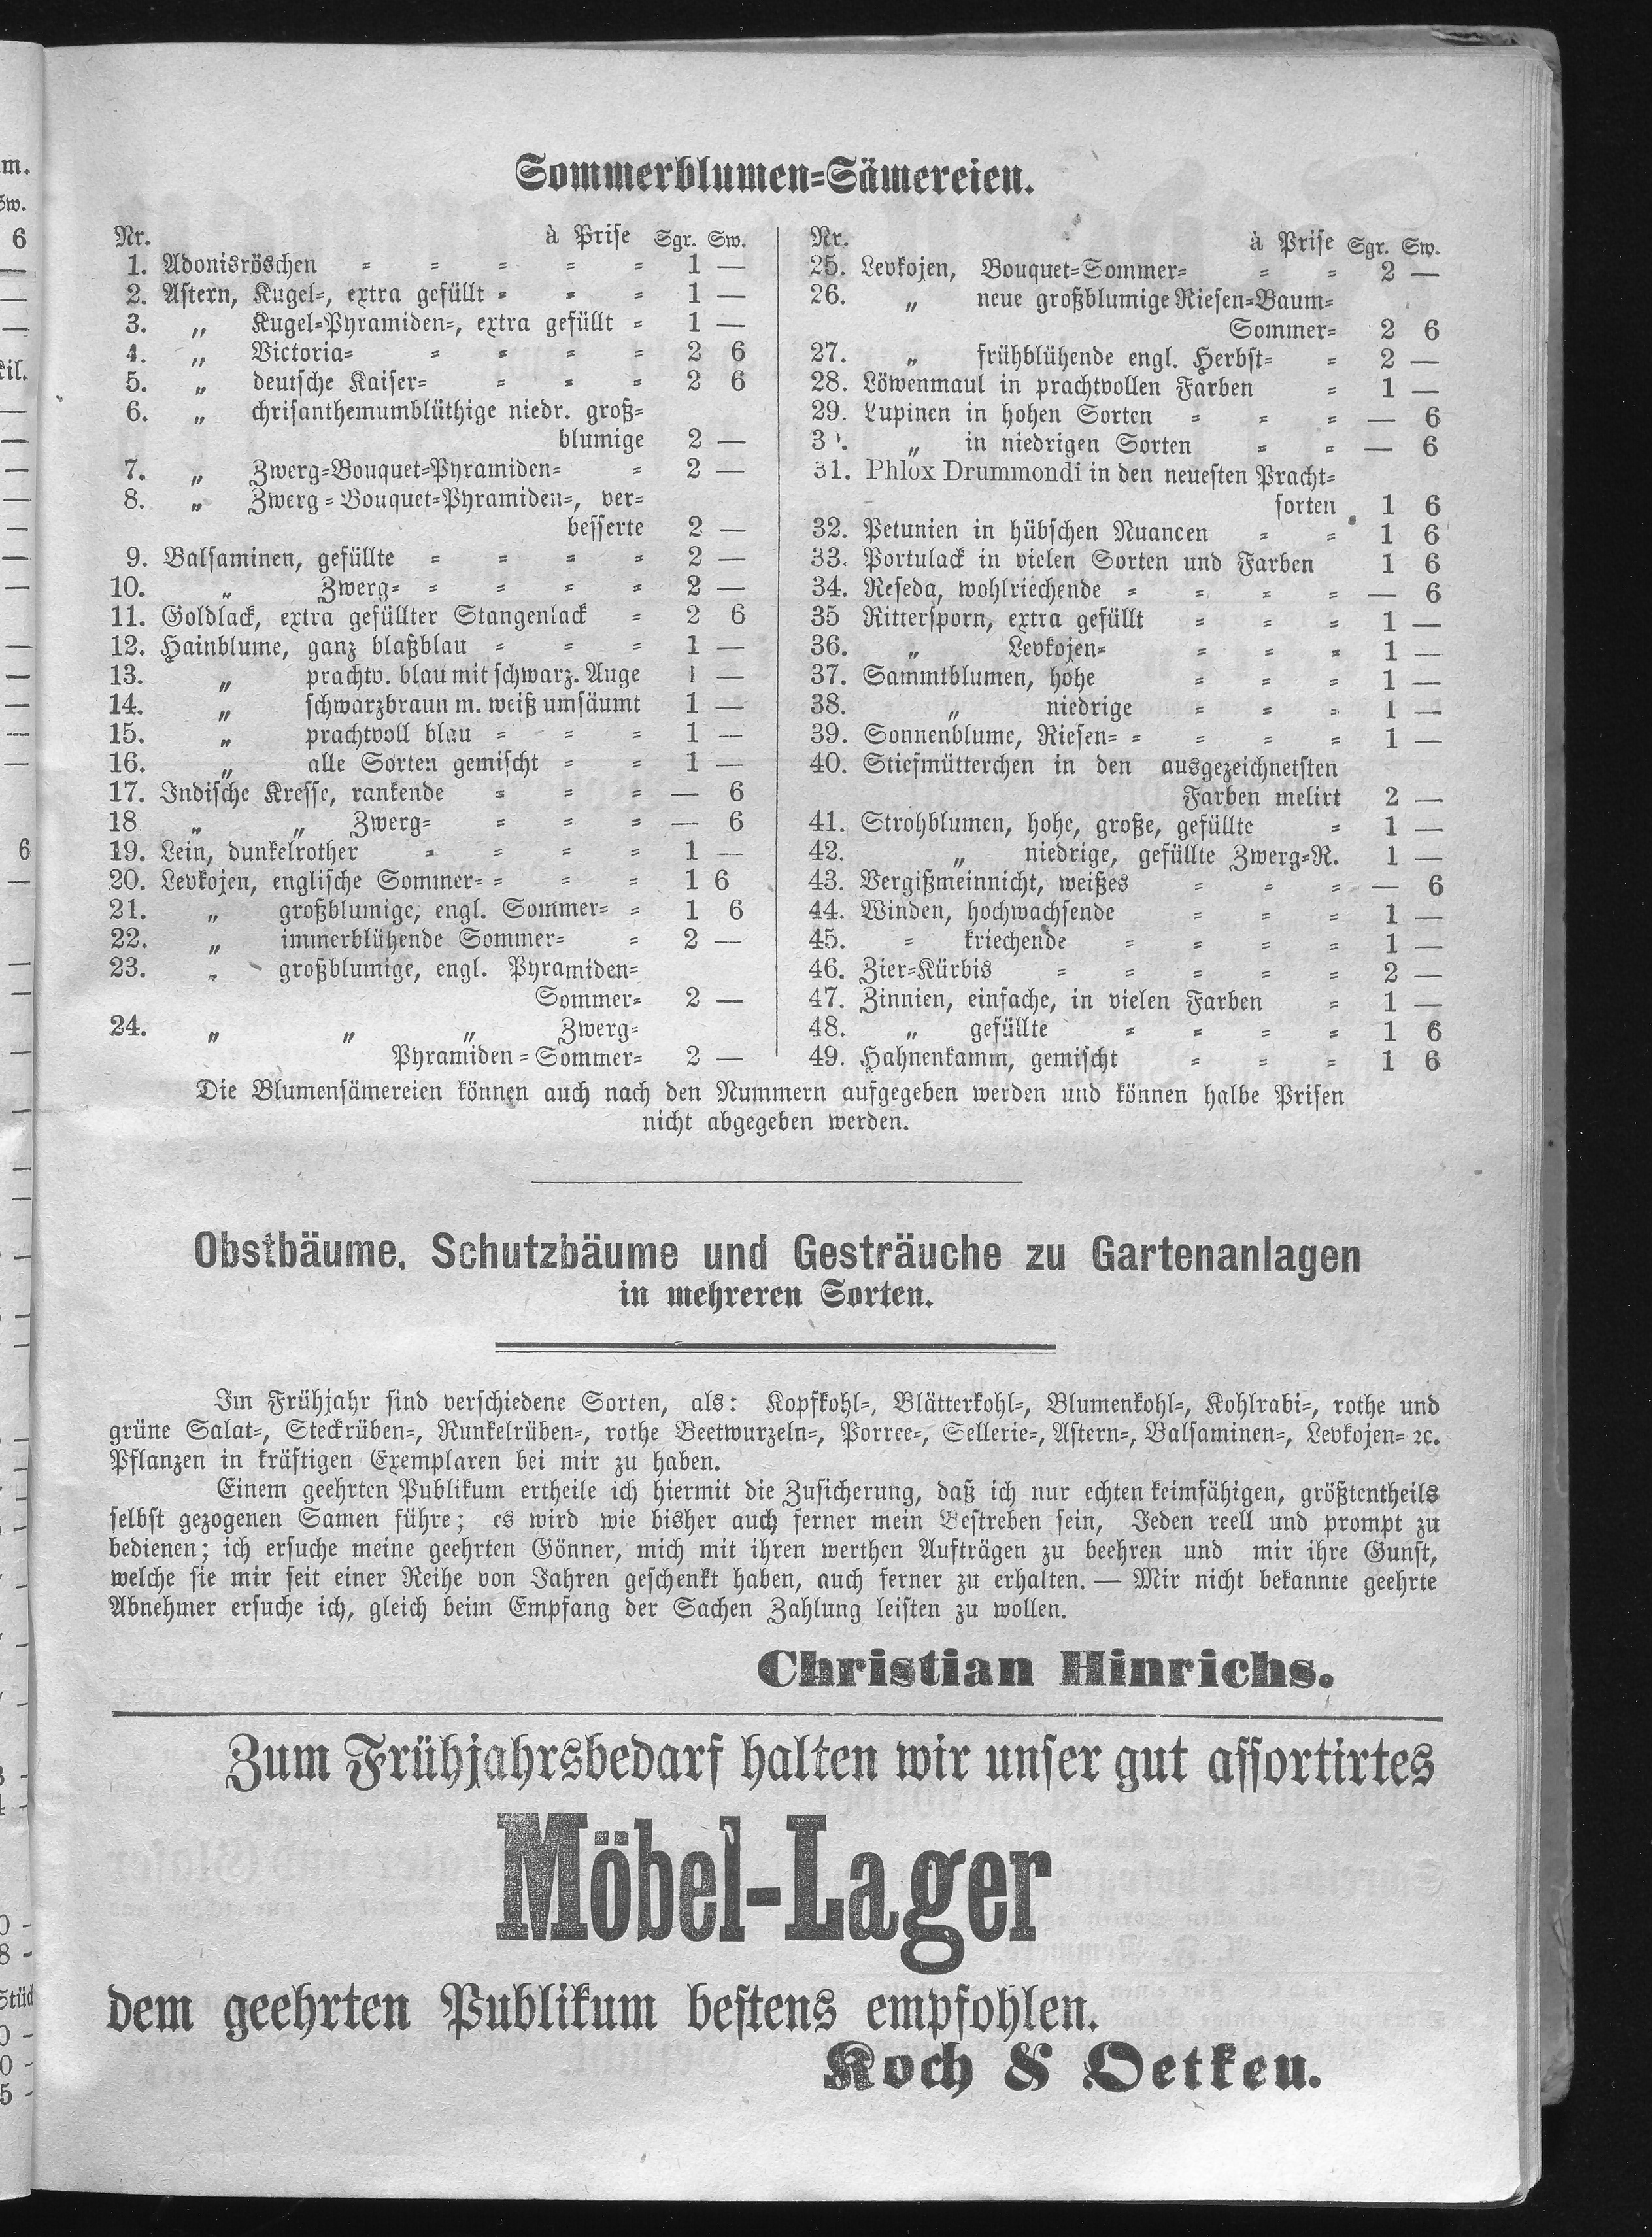 Sommerblumen=Sämereien.
Nr. à Prise Sgr. Sw.
1. Adonisröschen = = = = = 1 —
2. Astern, Kugel=, extra gefüllt = = = 1 —
3. „ Kugel=Pyramiden=, extra gefüllt = 1 —
4. „ Victoria= = = = = 2 6
5. „ deutsche Kaiser= = = = 2 6
6. „ chrisanthemumblüthige niedr. groß=
blumige 2 —
7. „ Zwerg=Bouquet=Pyramiden= = 2 —
8. „ Zwerg=Bouquet=Pyramiden=, ver=
besserte 2 —
9. Balsaminen, gefüllte = = = = 2 —
10. „ Zwerg= = = = = 2 —
11. Goldlack, extra gefüllter Stangenlack = 2 6
12. Hainblume, ganz blaßblau = = = 1 —
13. „ prachtv. blau mit schwarz. Auge 1 —
14. „ schwarzbraun m. weiß umsäumt 1 —
15. „ prachtvoll blau = = = 1 —
16. „ alle Sorten gemischt = = 1 —
17. Indische Kresse, rankende = = = — 6
18 „ „ Zwerg= = = = — 6
19. Lein, dunkelrother = = = = 1 —
20. Levkojen, englische Sommer= = = = 1 6
21. „ großblumige, engl. Sommer= = 1 6
22. „ immerblühende Sommer= = 2 —
23. „ großblumige, engl. Pyramiden=
Sommer= 2 —
24. „ „ „ Zwerg=
Pyramiden=Sommer= 2 —
Nr. à Prise Sgr. Sw.
25. Levkojen, Bouquet=Sommer= = = 2 —
26. „ neue großblumige Riesen=Baum=
Sommer= 2 6
27. „ frühblühende engl. Herbst= = 2 —
28. Löwenmaul in prachtvollen Farben = 1 —
29. Lupinen in hohen Sorten = = = — 6
3 . „ in niedrigen Sorten = = — 6
31. Phlox Drummondi in den neuesten Pracht=
sorten 1 6
32. Petunien in hübschen Nuancen = = 1 6
33. Portulack in vielen Sorten und Farben 1 6
34. Reseda, wohlriechende = = = = — 6
35 Rittersporn, extra gefüllt = = = 1 —
36. „ Levkojen= = = = 1 —
37. Sammtblumen, hohe = = = 1 —
38. „ niedrige = = = 1 —
39. Sonnenblume, Riesen= = = = = 1 —
40. Stiefmütterchen in den ausgezeichnetsten
Farben melirt 2 —
41. Strohblumen, hohe, große, gefüllte = 1 —
42. „ niedrige, gefüllte Zwerg=R. 1 —
43. Vergißmeinnicht, weißes = = = — 6
44. Winden, hochwachsende = = = 1 —
45. = kriechende = = = = 1 —
46. Zier=Kürbis = = = = = 2 —
47. Zinnien, einfache, in vielen Farben = 1 —
48. „ gefüllte = = = = 1 6
49. Hahnenkamm, gemischt = = = 1 6
Die Blumensämereien können auch nach den Nummern aufgegeben werden und können halbe Prisen
nicht abgegeben werden.
Obstbäume, Schutzbäume und Gesträuche zu Gartenanlagen
in mehreren Sorten.
Im Frühjahr sind verschiedene Sorten, als: Kopfkohl=, Blätterkohl=, Blumenkohl=, Kohlrabi=, rothe und
grüne Salat=, Steckrüben=, Runkelrüben=, rothe Beetwurzeln=, Porree=, Sellerie=, Astern=, Balsaminen=, Levkojen= ꝛc.
Pflanzen in kräftigen Exemplaren bei mir zu haben.
Einem geehrten Publikum ertheile ich hiermit die Zusicherung, daß ich nur echten keimfähigen, größtentheils
selbst gezogenen Samen führe; es wird wie bisher auch ferner mein Bestreben sein, Jeden reell und prompt zu
bedienen; ich ersuche meine geehrten Gönner, mich mit ihren werthen Aufträgen zu beehren und mir ihre Gunst,
welche sie mir seit einer Reihe von Jahren geschenkt haben, auch ferner zu erhalten. — Mir nicht bekannte geehrte
Abnehmer ersuche ich, gleich beim Empfang der Sachen Zahlung leisten zu wollen.
Christian Hinrichs.
Zum Frühjahrsbedarf halten wir unser gut assortirtes
Möbel-Lager
dem geehrten Publikum bestens empfohlen.
Koch & Oetken.